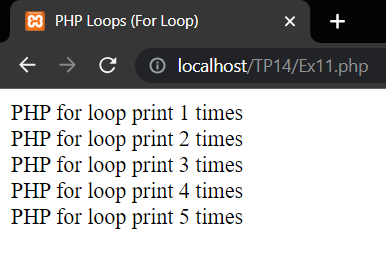 PHP Loops (For Loop)
localhost/TP14/Ex11.php
PHP for loop print 1 times
PHP for loop print 2 times
PHP for loop print 3 times
PHP for loop print 4 times
PHP for loop print 5 times